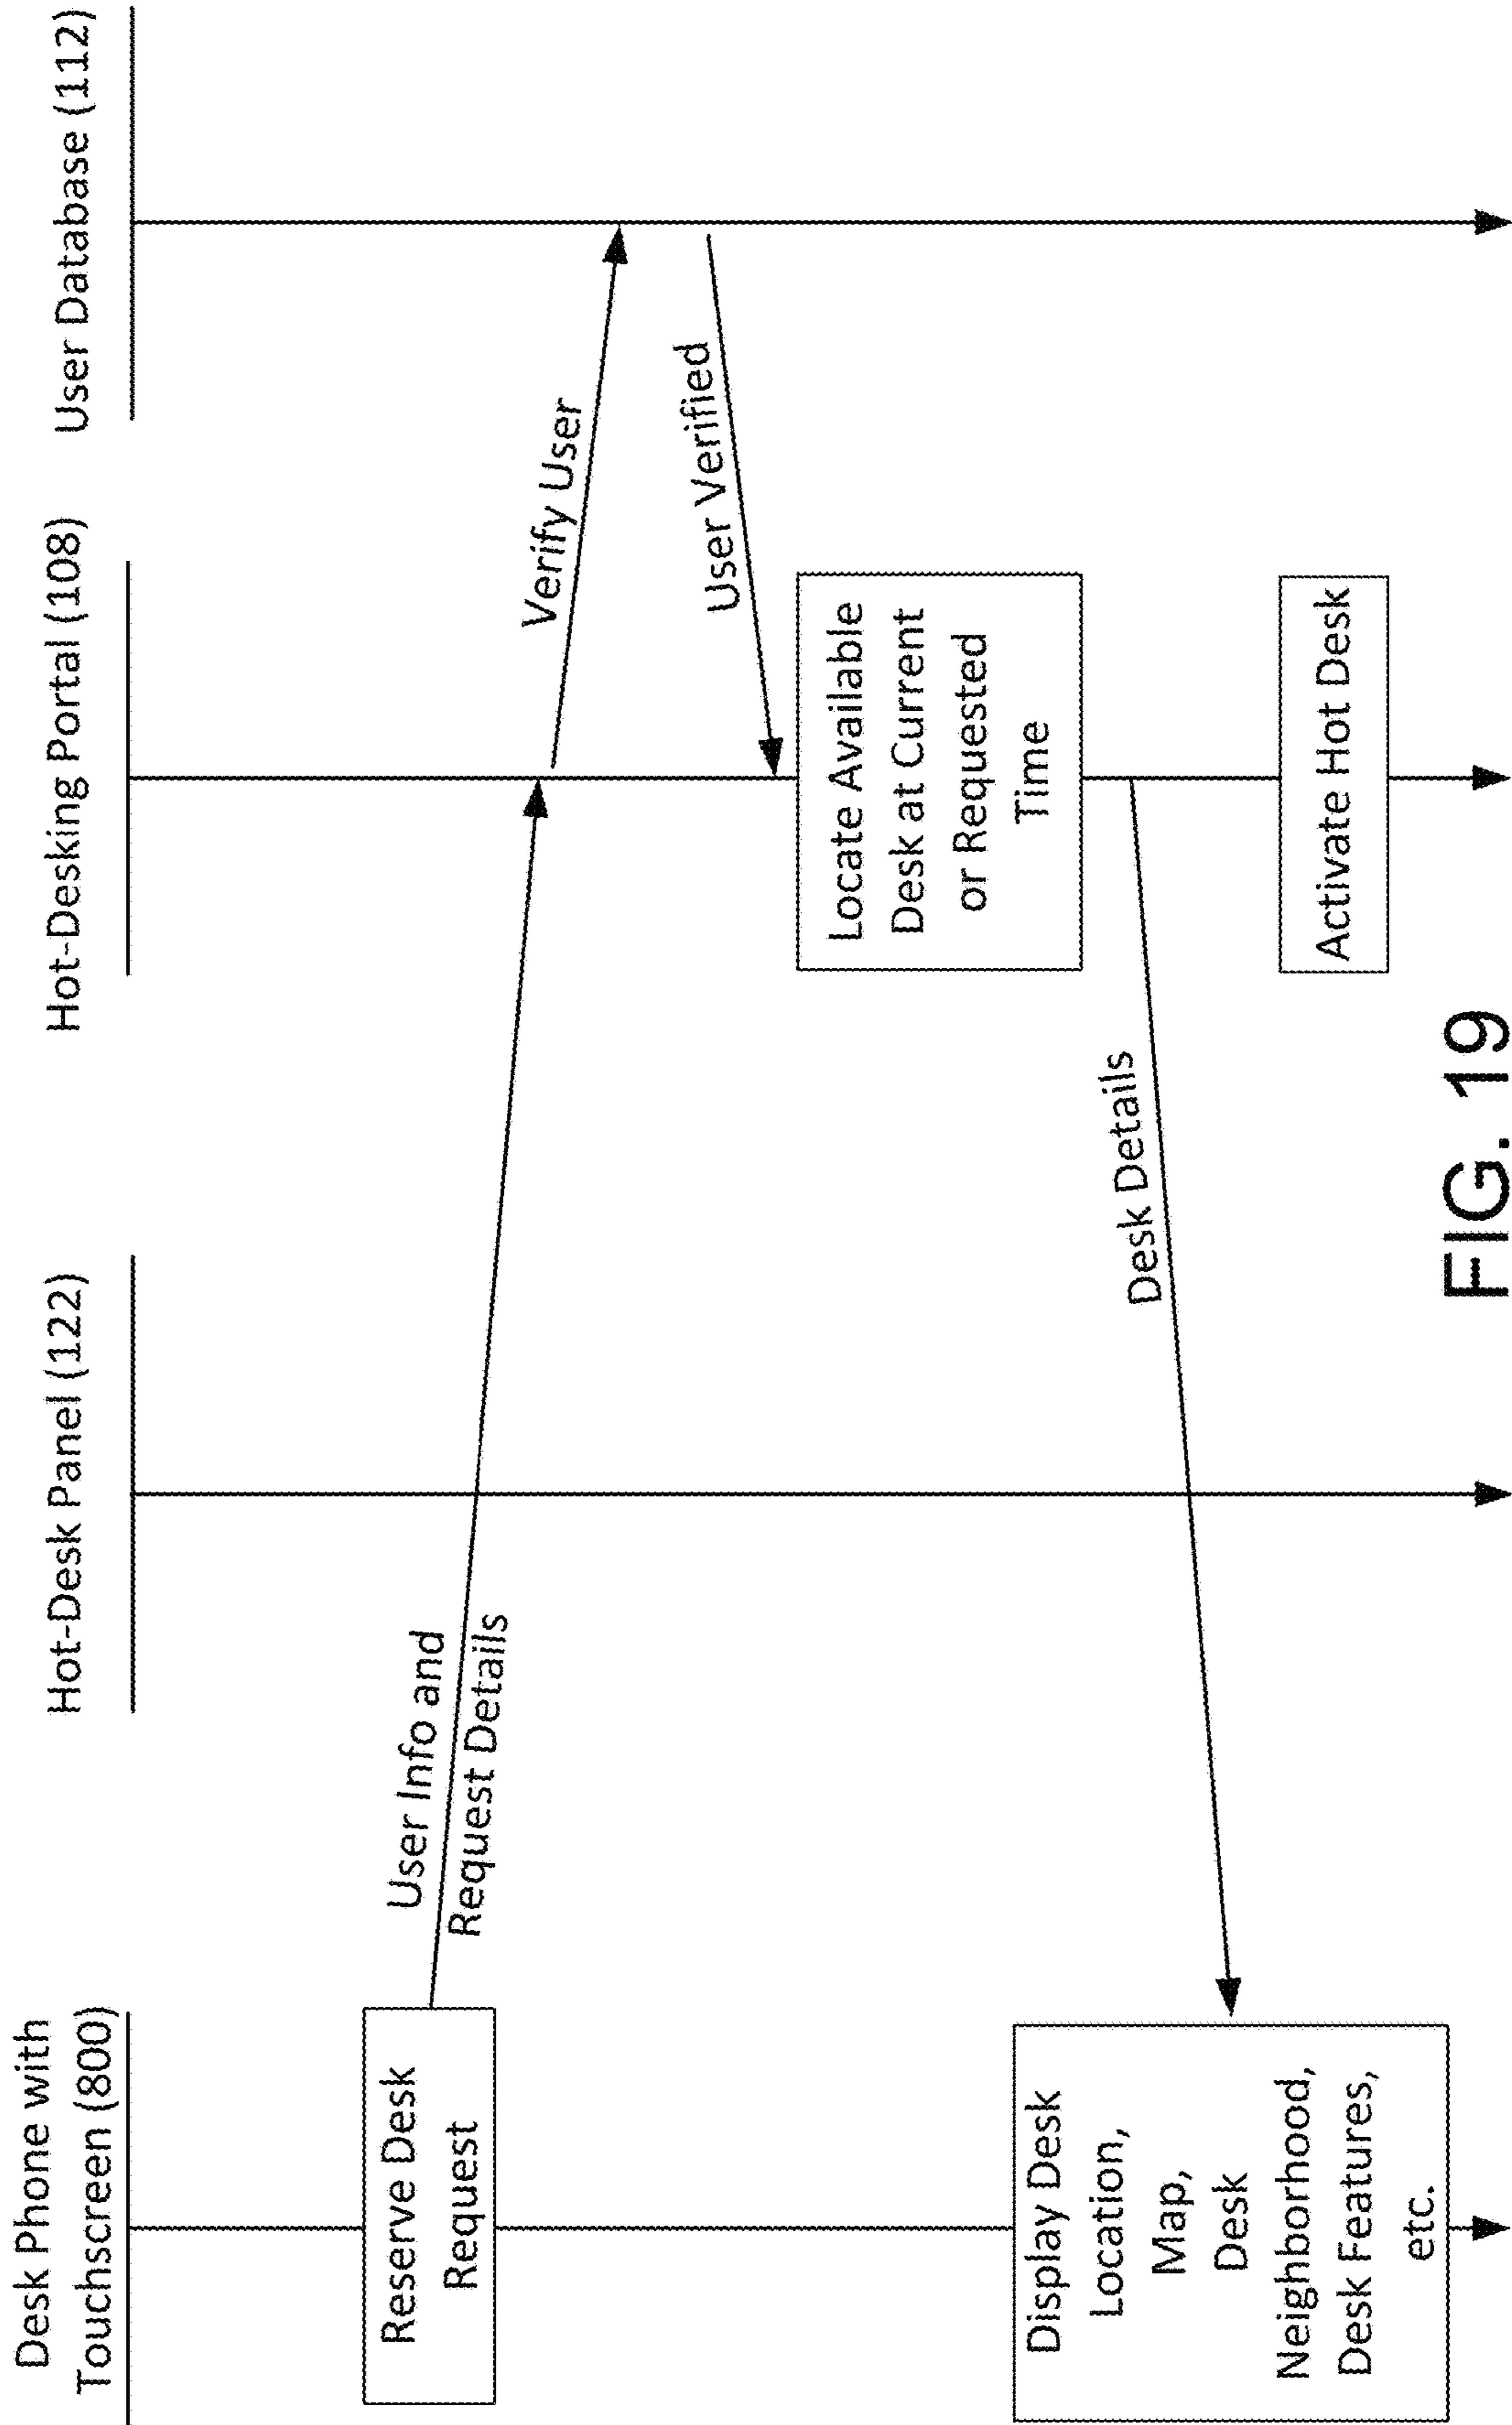 Desk Phone with
Touchscreen (800)
Hot-Desk Panel (122)
Hot-Desking Portal (108)
User Database (112)
Reserve Desk
Request
User Info and
Request Details
Verify User
User Verified
Locate Available
Desk at Current
or Requested
Time
Desk Details
Display Desk
Location,
Map,
Desk
Neighborhood,
Desk Features,
etc.
Activate Hot Desk
FIG. 19